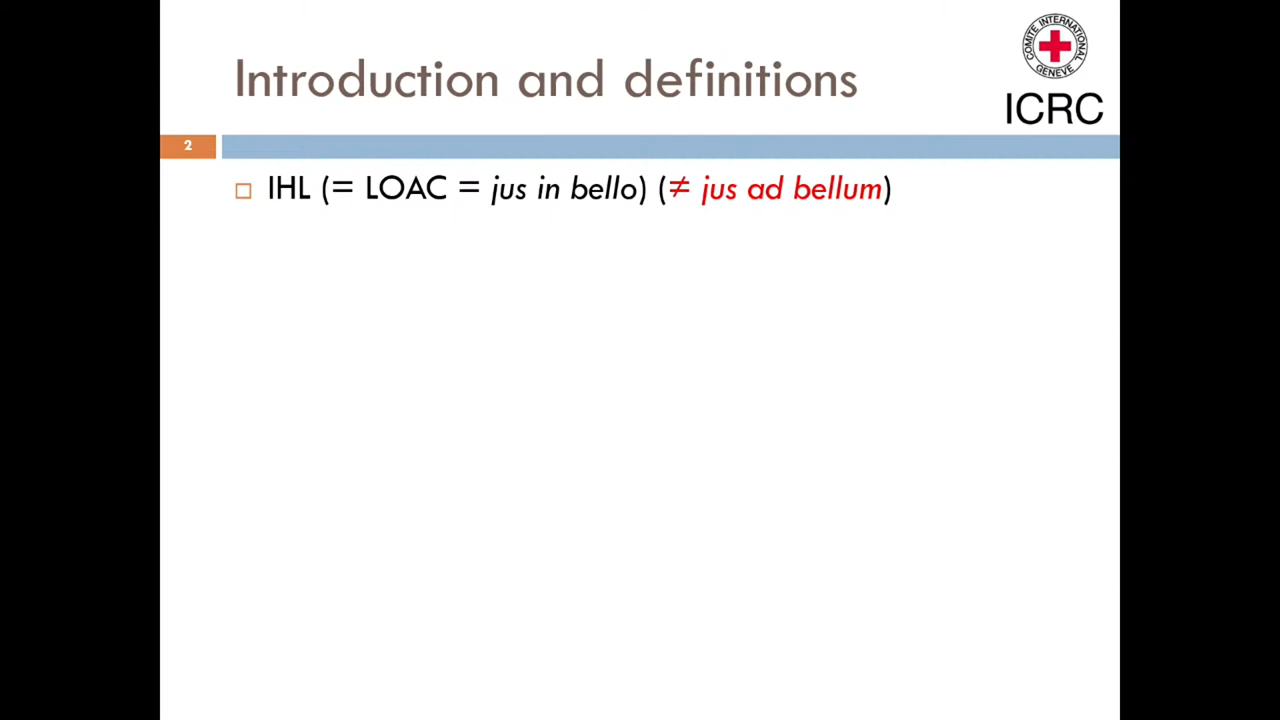 Introduction and definitions
COMITE INTERNATIONAL
GENEVE
ICRC
2
IHL (= LOAC = jus in bello) (≠ jus ad bellum)